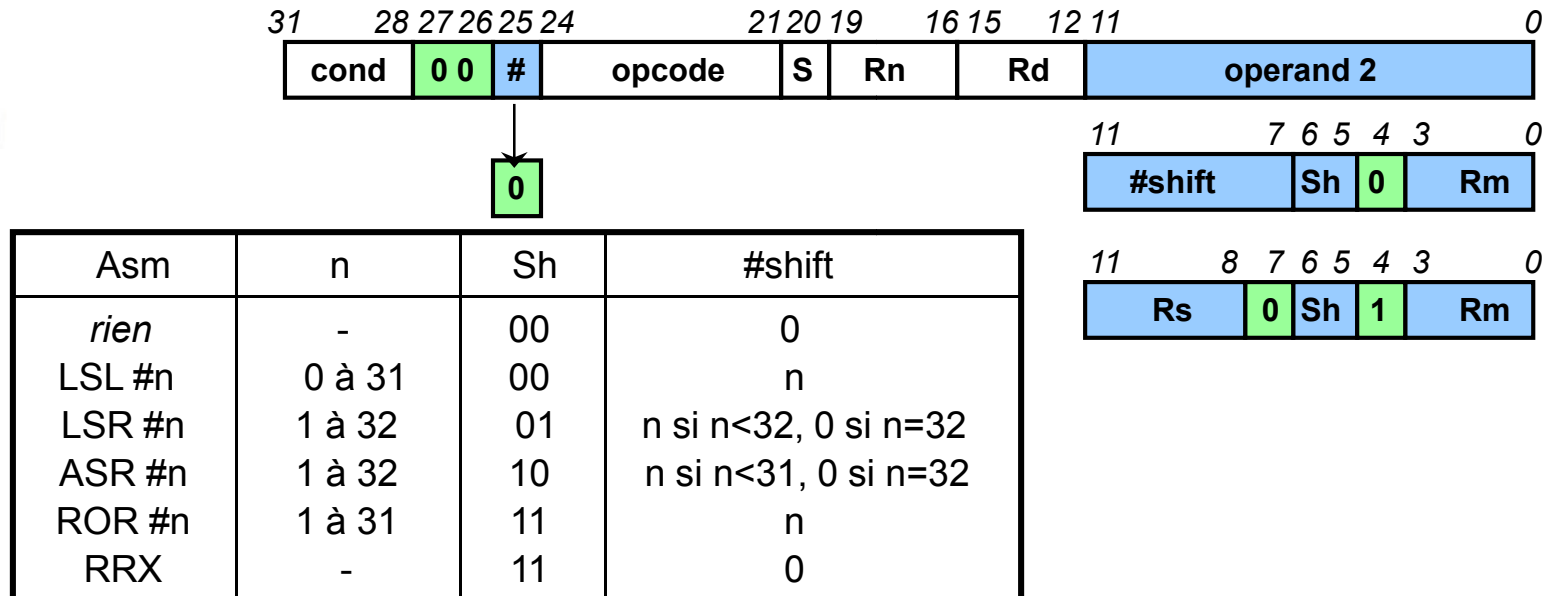 31 28 27 26 25 24 21 20 19 16 15 12 11 0
cond 0 0 # opcode S Rn Rd operand 2
11 7 6 5 4 3 0
0 #shift Sh 0 Rm
11 8 7 6 5 4 3 0
Rs 0 Sh 1 Rm
Asm n Sh #shift
rien - 00 0
LSL #n 0 à 31 00 n
LSR #n 1 à 32 01 n si n<32, 0 si n=32
ASR #n 1 à 32 10 n si n<31, 0 si n=32
ROR #n 1 à 31 11 n
RRX - 11 0